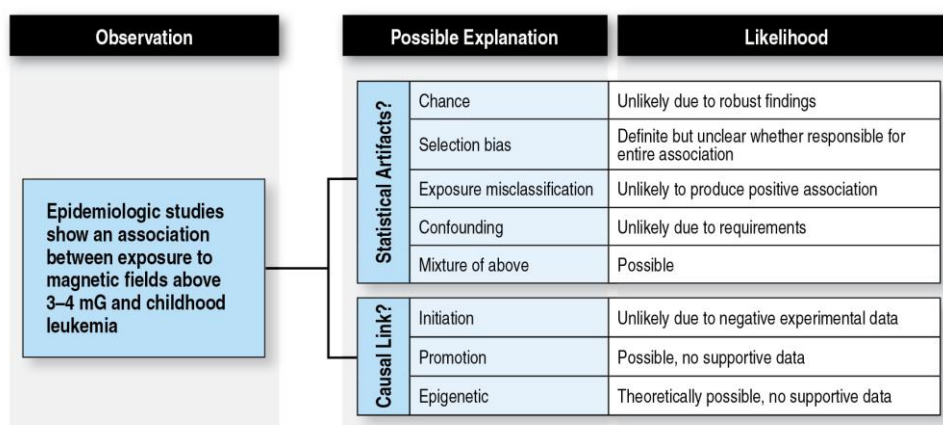 Observation
Possible Explanation
Likelihood
Epidemiologic studies
show an association
between exposure to
magnetic fields above
3–4 mG and childhood
leukemia
Statistical Artifacts?
Chance
Unlikely due to robust findings
Selection bias
Definite but unclear whether responsible for
entire association
Exposure misclassification
Unlikely to produce positive association
Confounding
Unlikely due to requirements
Mixture of above
Possible
Causal Link?
Initiation
Unlikely due to negative experimental data
Promotion
Possible, no supportive data
Epigenetic
Theoretically possible, no supportive data